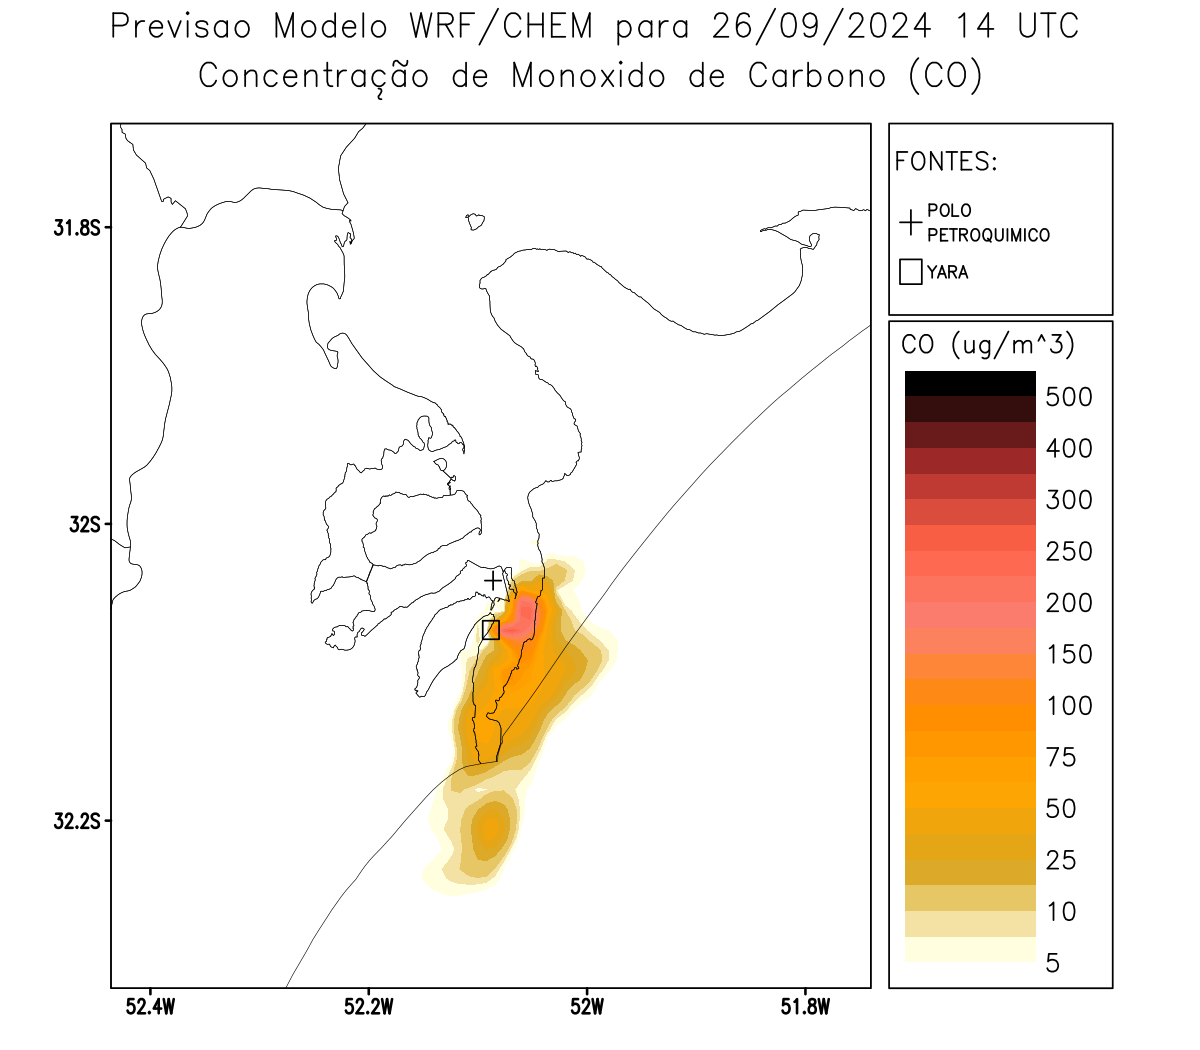 Previsao Modelo WRF/CHEM para 26/09/2024 14 UTC
Concentração de Monoxido de Carbono (CO)
FONTES:
POLO
PETROQUIMICO
YARA
31.8S
32S
32.2S
52.4W
52.2W
52W
51.8W
CO (ug/m^3)
500
400
300
250
200
150
100
75
50
25
10
5